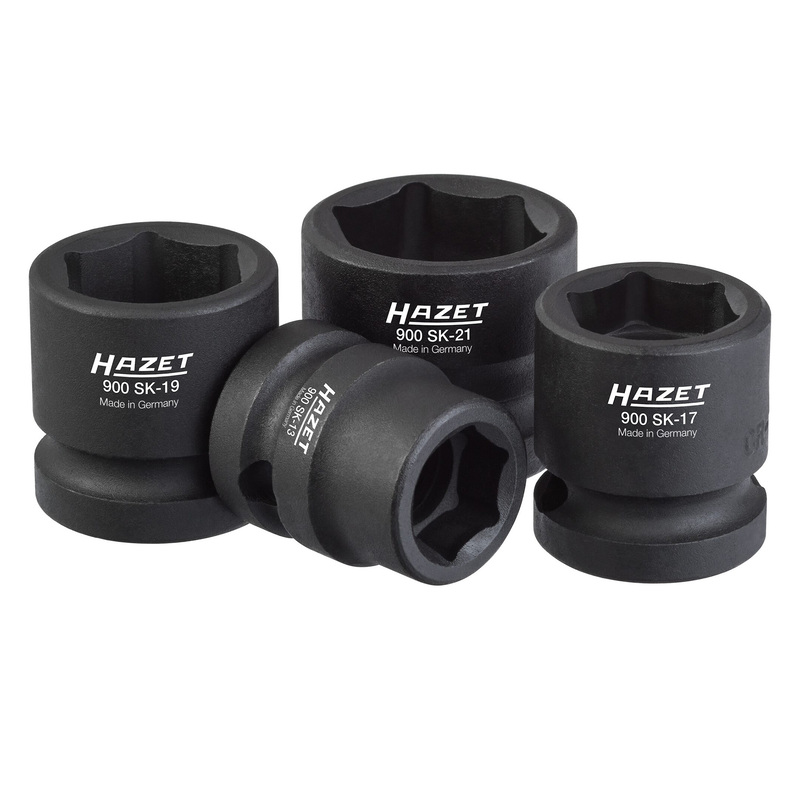 HAZET
900 SK-19
Made in Germany
HAZET
900 SK-13
Made in Germany
HAZET
900 SK-21
Made in Germany
HAZET
900 SK-17
Made in Germany